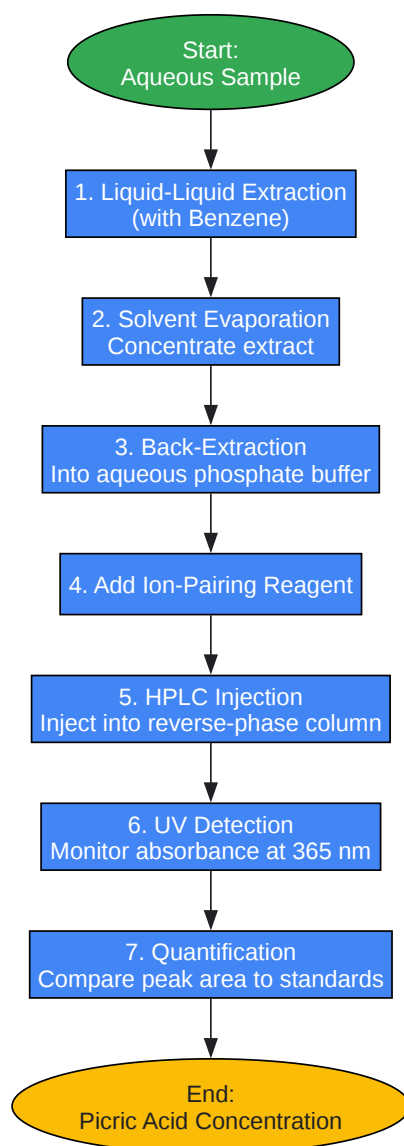 Start:
Aqueous Sample
1. Liquid-Liquid Extraction
(with Benzene)
2. Solvent Evaporation
Concentrate extract
3. Back-Extraction
Into aqueous phosphate buffer
4. Add Ion-Pairing Reagent
5. HPLC Injection
Inject into reverse-phase column
6. UV Detection
Monitor absorbance at 365 nm
7. Quantification
Compare peak area to standards
End:
Picric Acid Concentration